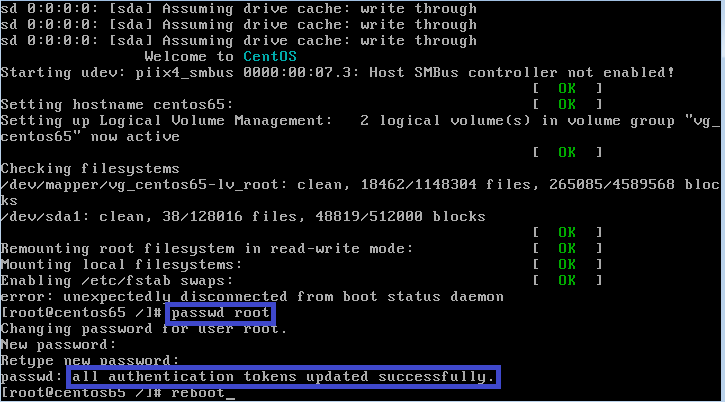 sd 0:0:0:0: [sda] Assuming drive cache: write through
sd 0:0:0:0: [sda] Assuming drive cache: write through
sd 0:0:0:0: [sda] Assuming drive cache: write through
Welcome to CentOS
Starting udev: piix4_smbus 0000:00:07.3: Host SMBus controller not enabled!
[  OK  ]
Setting hostname centos65: [  OK  ]
Setting up Logical Volume Management:   2 logical volume(s) in volume group "vg_
centos65" now active
[  OK  ]
Checking filesystems
/dev/mapper/vg_centos65-lv_root: clean, 18462/1148304 files, 265085/4589568 bloc
ks
/dev/sda1: clean, 38/128016 files, 48819/512000 blocks
[  OK  ]
Remounting root filesystem in read-write mode: [  OK  ]
Mounting local filesystems: [  OK  ]
Enabling /etc/fstab swaps: [  OK  ]
error: unexpectedly disconnected from boot status daemon
[root@centos65 /]# passwd root
Changing password for user root.
New password:
Retype new password:
passwd: all authentication tokens updated successfully.
[root@centos65 /]# reboot_